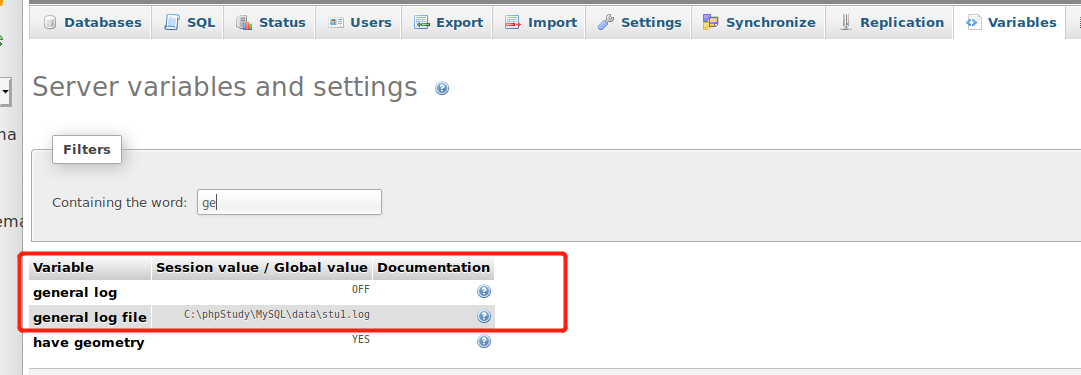 Databases SQL Status Users Export Import Settings Synchronize Replication Variables
Server variables and settings
Filters
Containing the word: ge
Variable Session value / Global value Documentation
general log OFF
general log file C:\phpStudy\MySQL\data\stu1.log
have geometry YES